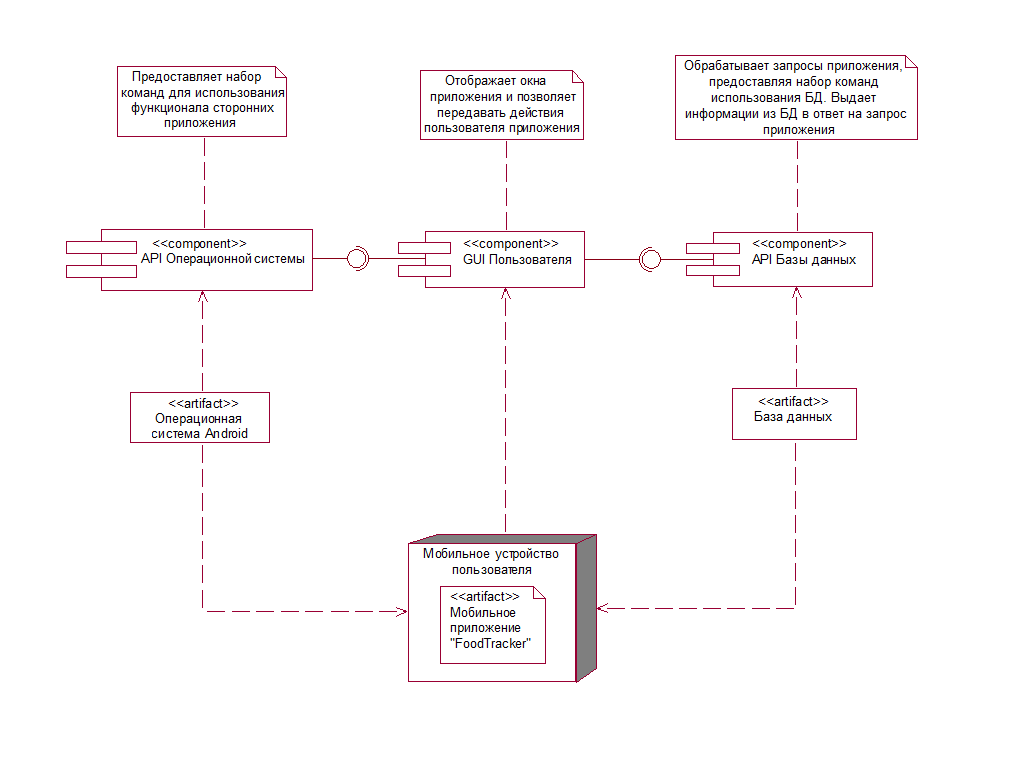 Предоставляет набор
команд для использования
функционала сторонних
приложения
Отображает окна
приложения и позволяет
передавать действия
пользователя приложения
Обрабатывает запросы приложения,
предоставляя набор команд
использования БД. Выдает
информации из БД в ответ на запрос
приложения
<<component>>
API Операционной системы
<<component>>
GUI Пользователя
<<component>>
API Базы данных
<<artifact>>
Операционная
система Android
<<artifact>>
База данных
Мобильное устройство
пользователя
<<artifact>>
Мобильное
приложение
"FoodTracker"